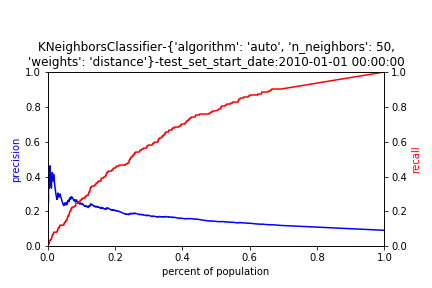 KNeighborsClassifier-{'algorithm': 'auto', 'n_neighbors': 50,
'weights': 'distance'}-test_set_start_date:2010-01-01 00:00:00
1.0 1.0
0.8 0.8
0.6 0.6
precision recall
0.4 0.4
0.2 0.2
0.0 0.0
0.0 0.2 0.4 0.6 0.8 1.0
percent of population